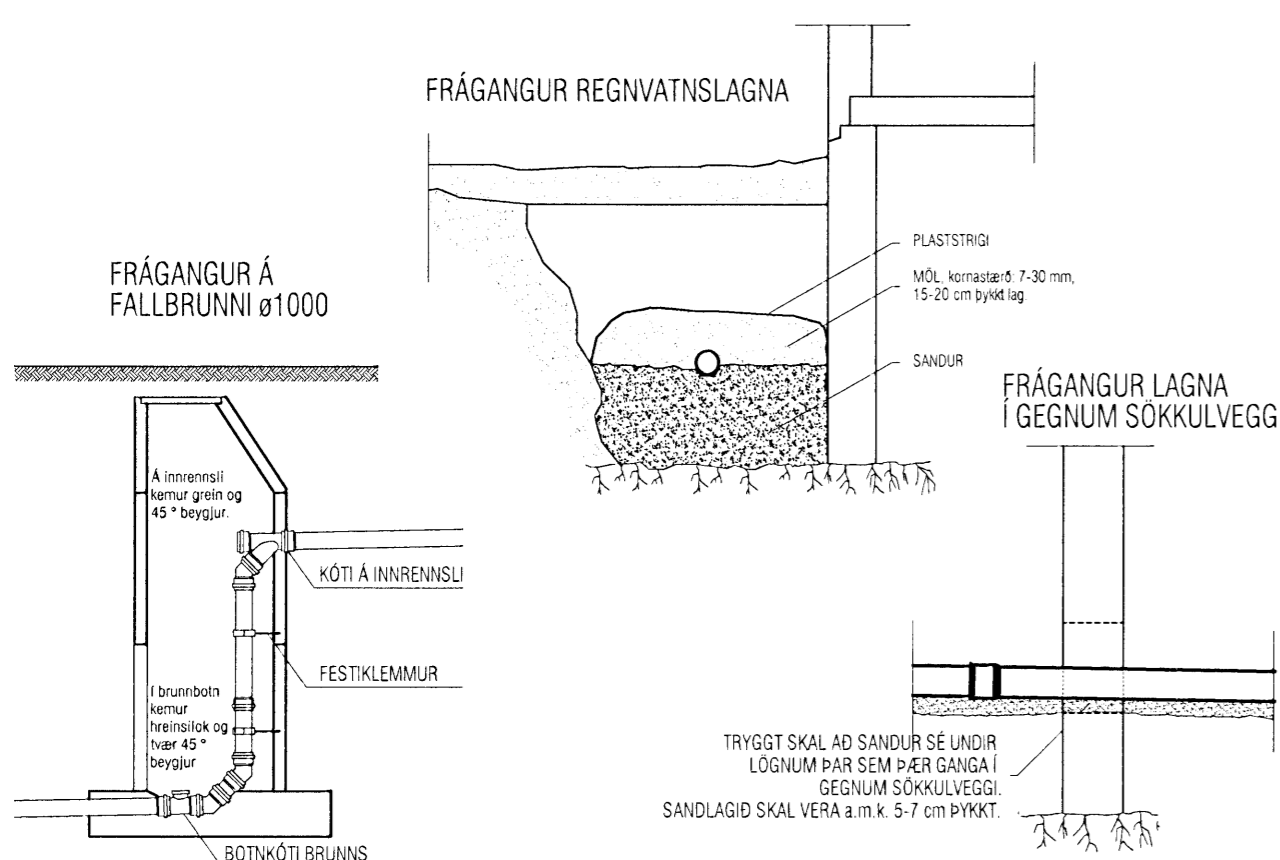 FRÁGANGUR REGNVATNSLAGNA
PLASTSTRIGI
MÖL, kornastærð: 7-30 mm,
15-20 cm þykkt lag.
SANDUR
FRÁGANGUR Á
FALLBRUNNI ø1000
Á innrennsli
kemur grein og
45 ° beygjur.
KÓTI Á INNRENNSLI
FESTIKLEMMUR
Í brunnbotn
kemur
hreinsilok og
tvær 45 °
beygjur
BOTNKÓTI BRUNNS
FRÁGANGUR LAGNA
Í GEGNUM SÖKKULVEGG
TRYGGT SKAL AÐ SANDUR SÉ UNDIR
LÖGNUM ÞAR SEM ÞÆR GANGA Í
GEGNUM SÖKKULVEGGI.
SANDLAGIÐ SKAL VERA a.m.k. 5-7 cm ÞYKKT.